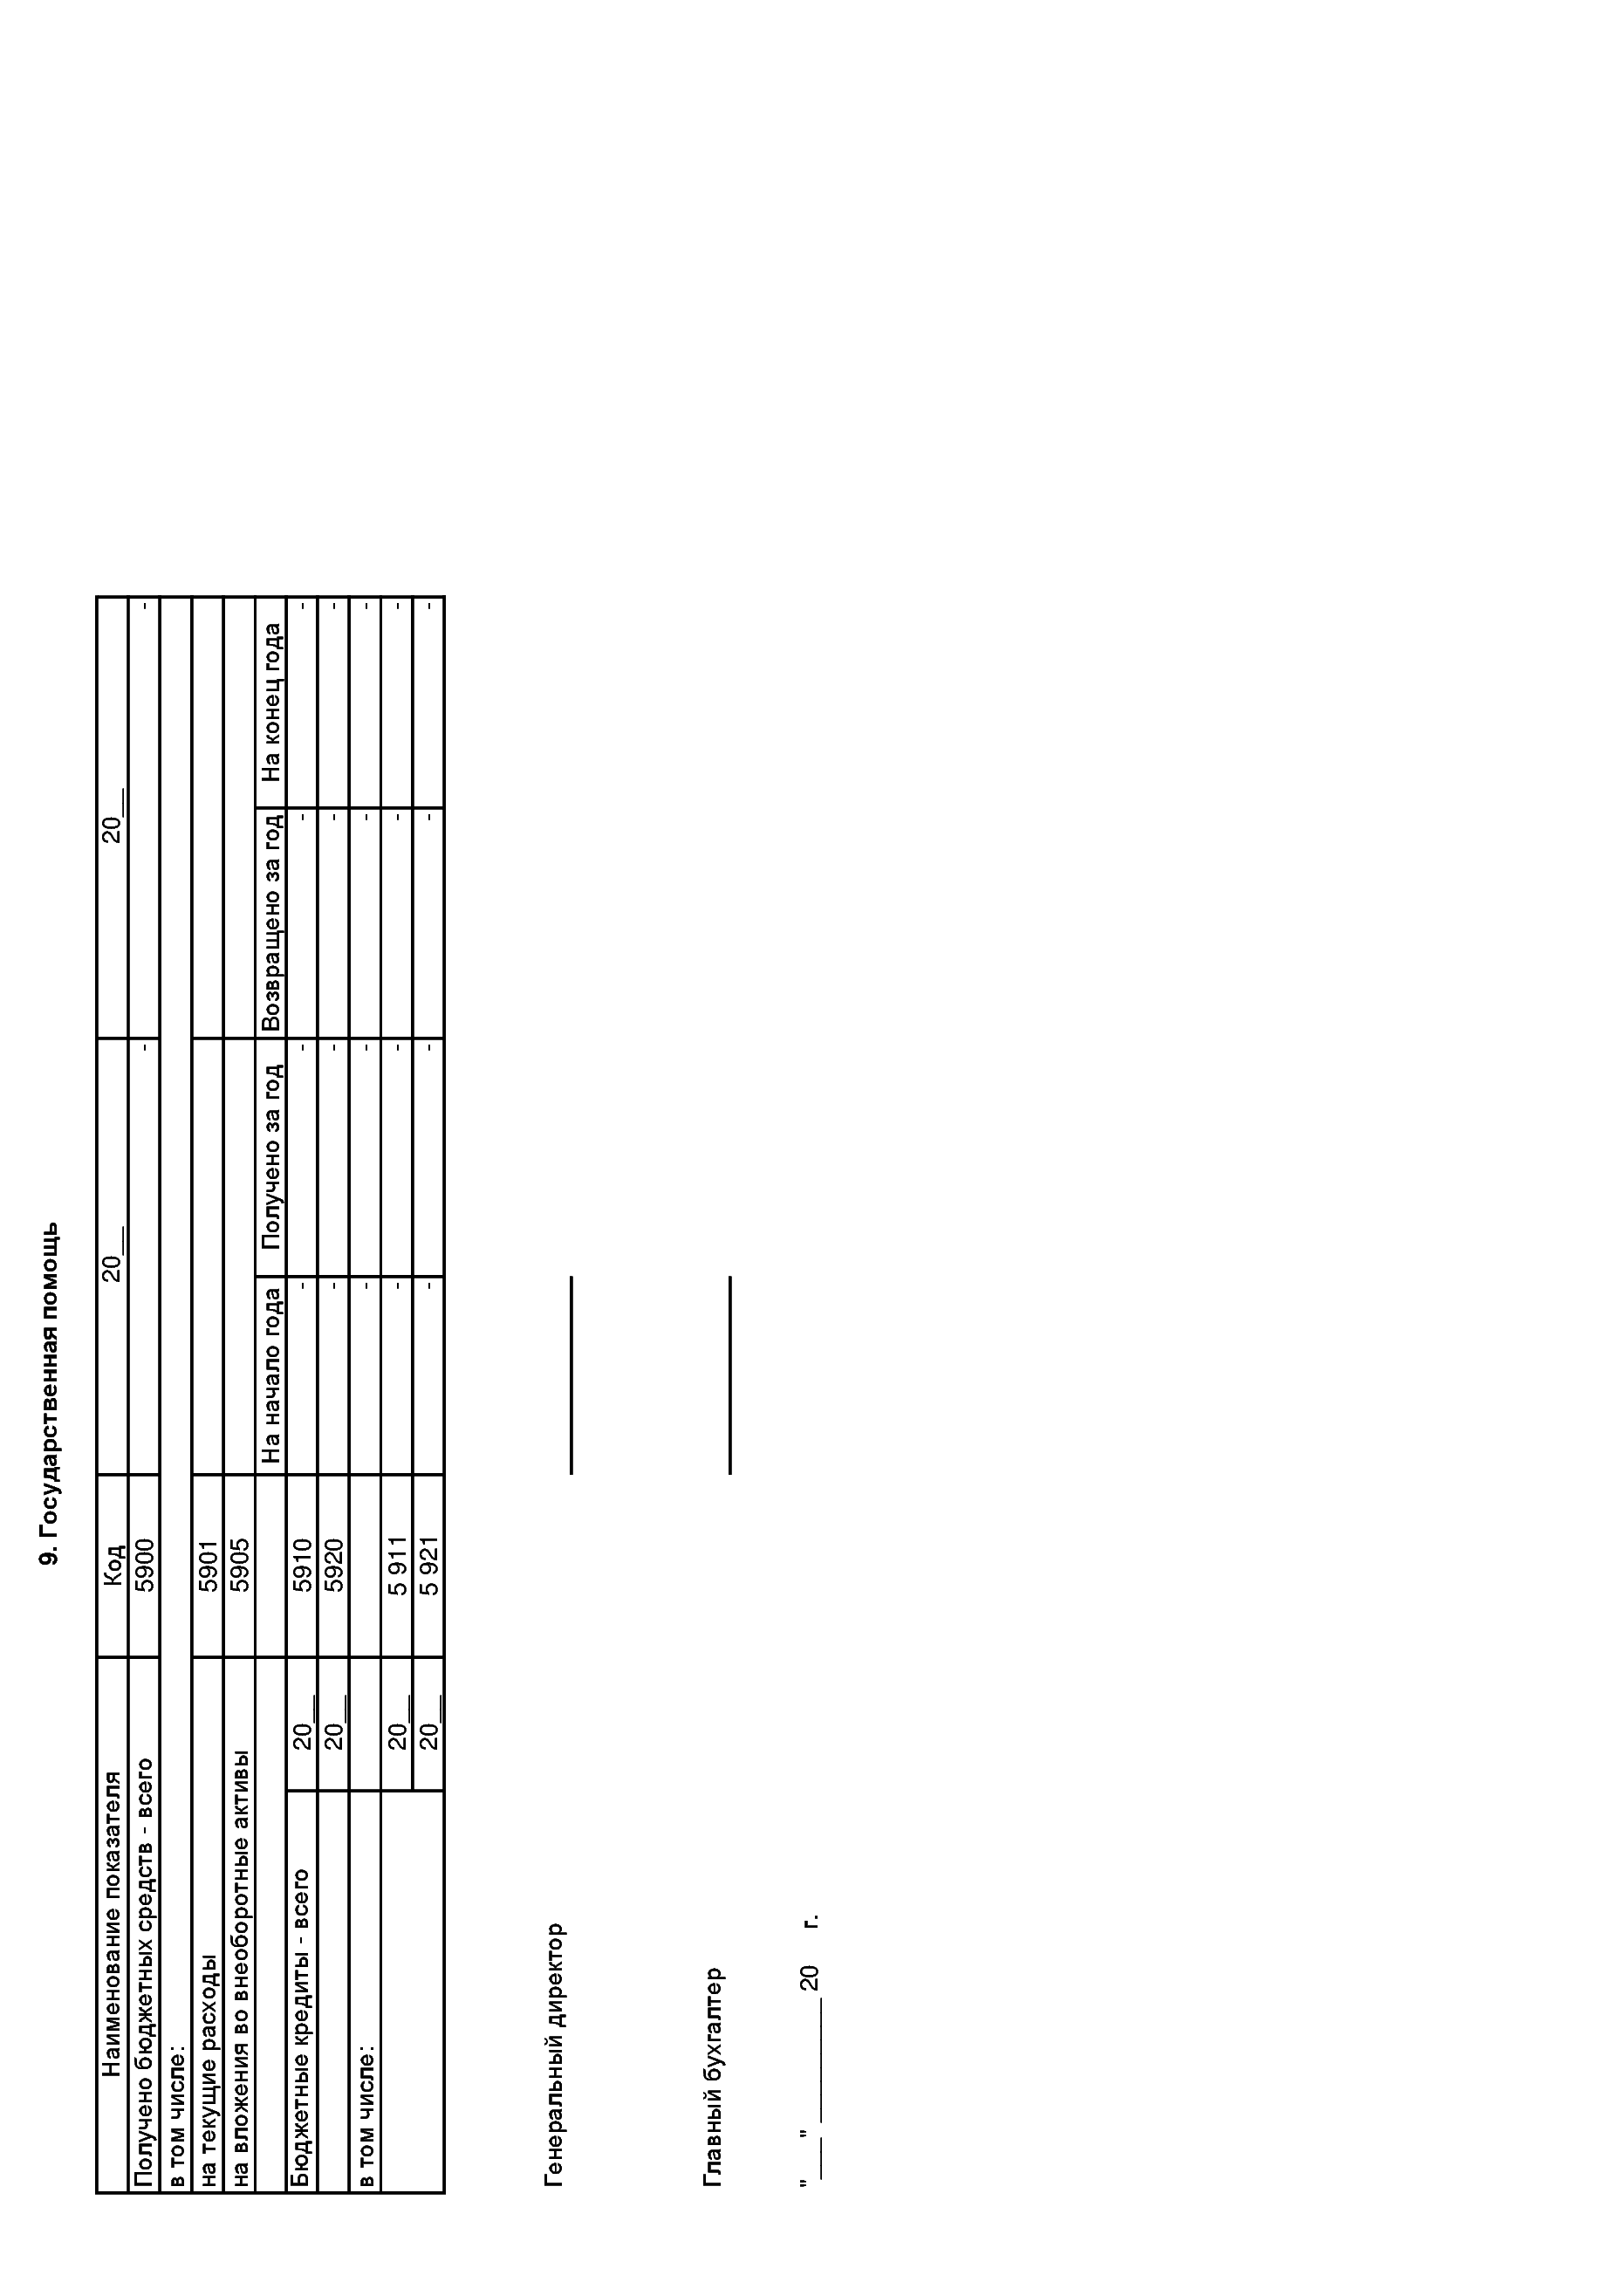 9. Государственная помощь
Наименование показателя Код 20__ 20__
Получено бюджетных средств - всего 5900 - -
в том числе:
на текущие расходы 5901
на вложения во внеоборотные активы 5905
На начало года Получено за год Возвращено за год На конец года
Бюджетные кредиты - всего 20__ 5910 - - - -
20__ 5920 - - - -
в том числе: - - - -
20__ 5 911 - - - -
20__ 5 921 - - - -
Генеральный директор
Главный бухгалтер
"___" _________ 20 г.